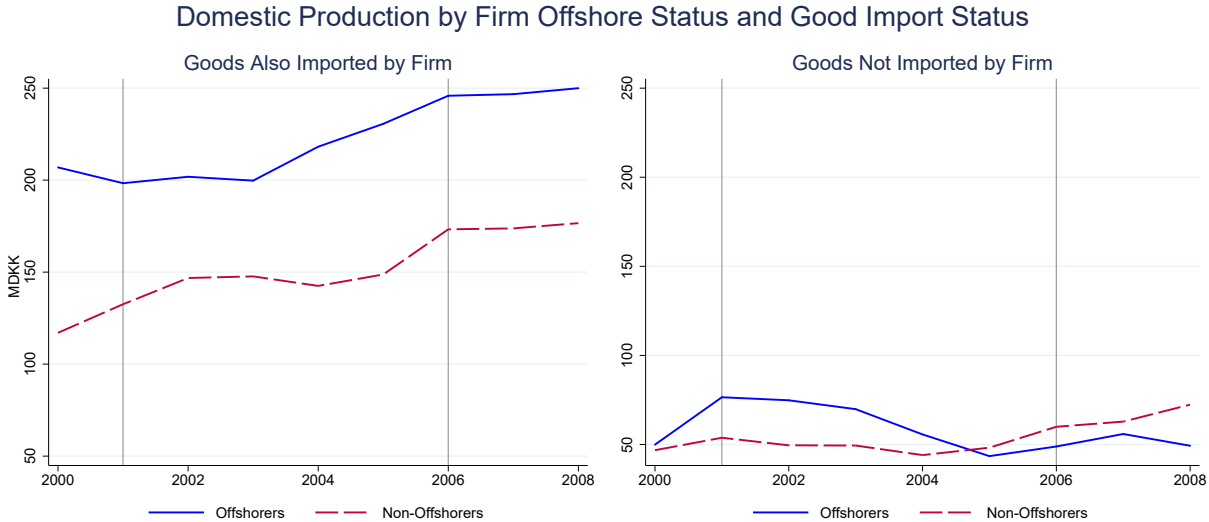 Domestic Production by Firm Offshore Status and Good Import Status
Goods Also Imported by Firm
MDKK
250
200
150
100
50
2000 2002 2004 2006 2008
Offshorers Non-Offshorers
Goods Not Imported by Firm
250
200
150
100
50
2000 2002 2004 2006 2008
Offshorers Non-Offshorers